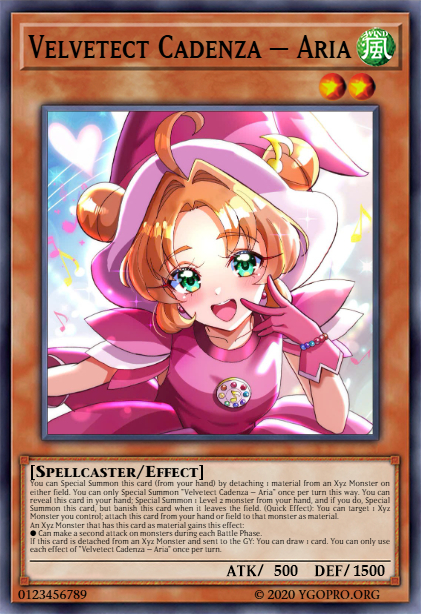 Velvetect Cadenza – Aria
WIND
風
[Spellcaster/Effect]
You can Special Summon this card (from your hand) by detaching 1 material from an Xyz Monster on
either field. You can only Special Summon "Velvetect Cadenza – Aria" once per turn this way. You can
reveal this card in your hand; Special Summon 1 Level 2 monster from your hand, and if you do, Special
Summon this card, but banish this card when it leaves the field. (Quick Effect): You can target 1 Xyz
Monster you control; attach this card from your hand or field to that monster as material.
An Xyz Monster that has this card as material gains this effect:
● Can make a second attack on monsters during each Battle Phase.
If this card is detached from an Xyz Monster and sent to the GY: You can draw 1 card. You can only use
each effect of "Velvetect Cadenza – Aria" once per turn.
ATK/ 500 DEF/1500
0123456789 © 2020 YGOPRO.ORG